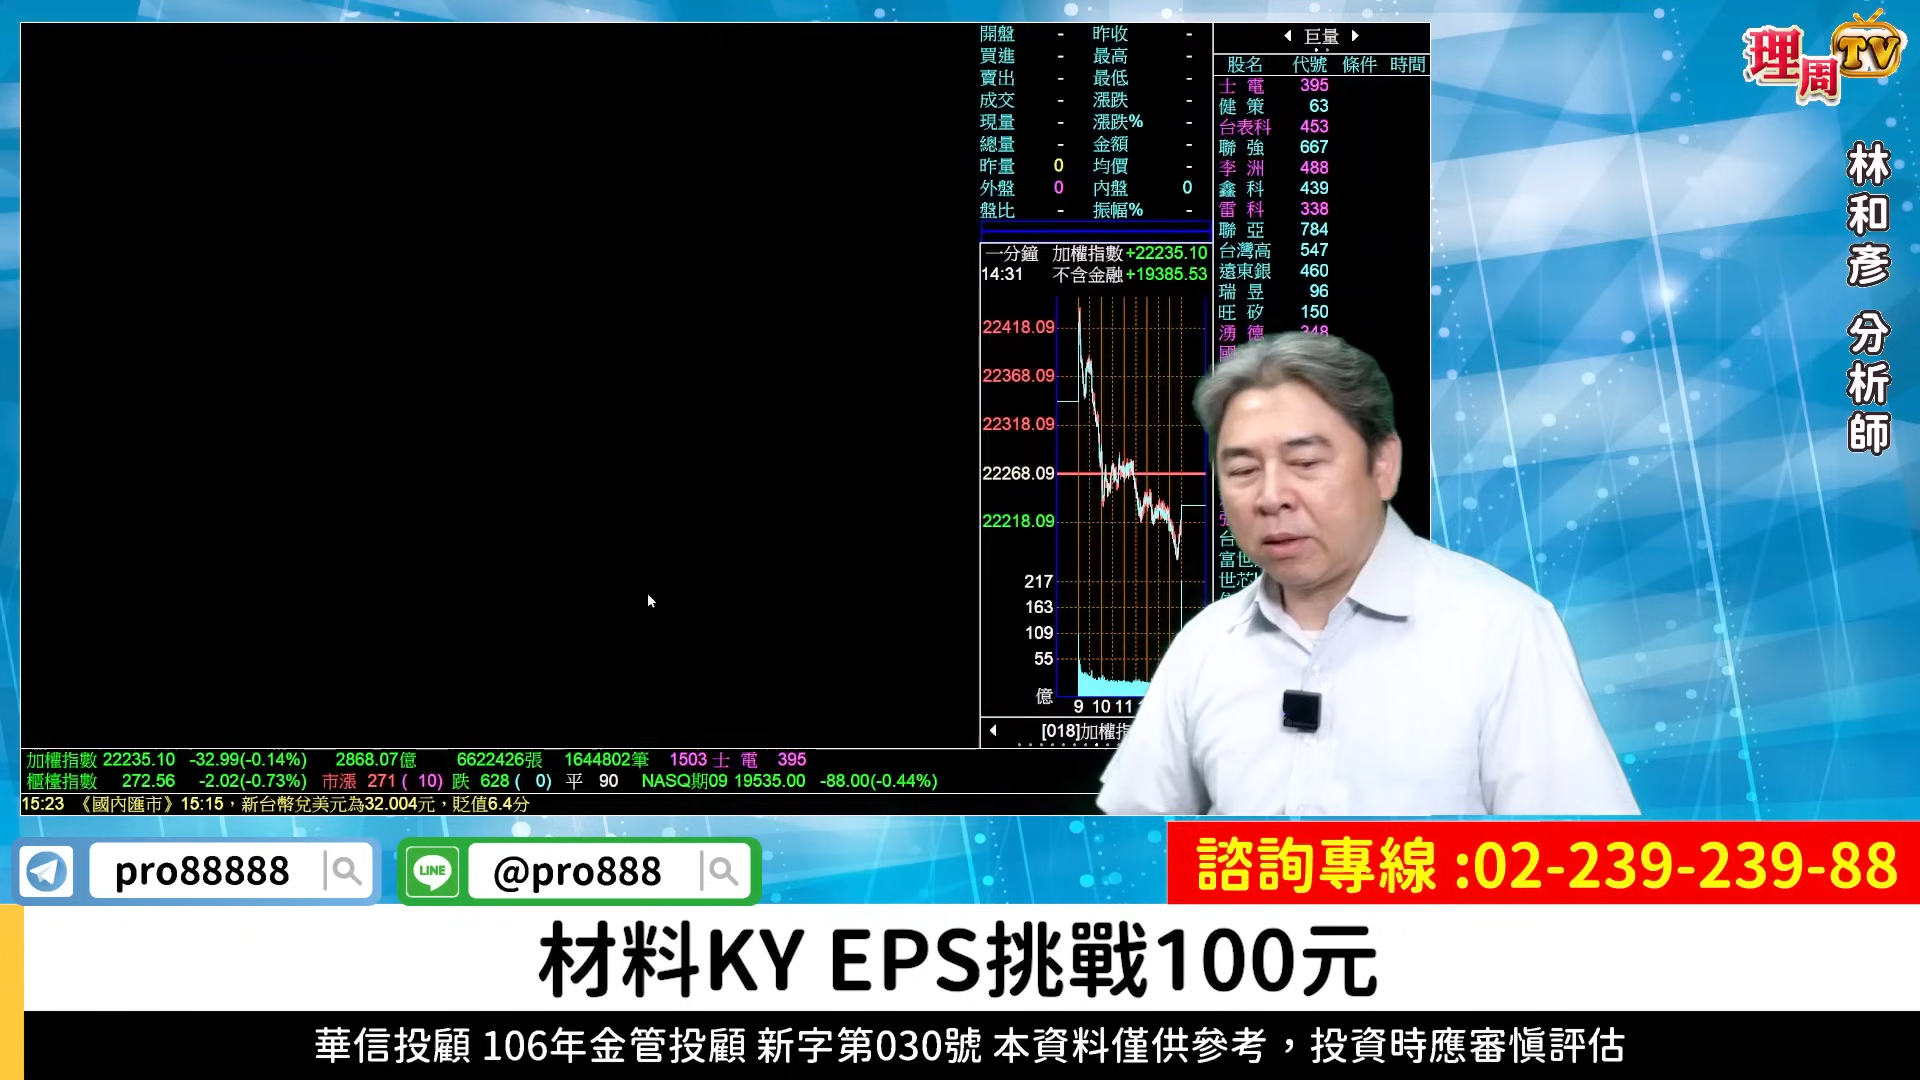 開盤 - 昨收 -
買進 - 最高 -
賣出 - 最低 -
成交 - 漲跌 -
現量 - 漲跌% -
總量 - 金額 -
昨量 0 均價 -
外盤 0 內盤 0
盤比 - 振幅% -
一分鐘 加權指數 +22235.10
14:31 不含金融 +19385.53
22418.09
22368.09
22318.09
22268.09
22218.09
217
163
109
55
億
9 10 11
[018]加權指
巨量
股名 代號 條件 時間
士電 395
健策 63
台表科 453
聯強 667
李洲 488
鑫科 439
雷科 338
聯亞 784
台灣高 547
遠東銀 460
瑞昱 96
旺矽 150
湧德 348
國
台
富世
世芯
理周TV
林和彥 分析師
加權指數 22235.10 -32.99(-0.14%) 2868.07億 6622426張 1644802筆 1503 士電 395
櫃檯指數 272.56 -2.02(-0.73%) 市漲 271 ( 10) 跌 628 ( 0) 平 90 NASQ期09 19535.00 -88.00(-0.44%)
15:23 《國內匯市》15:15，新台幣兌美元為32.004元，貶值6.4分
pro88888
LINE @pro888
諮詢專線 :02-239-239-88
材料KY EPS挑戰100元
華信投顧 106年金管投顧 新字第030號 本資料僅供參考，投資時應審慎評估